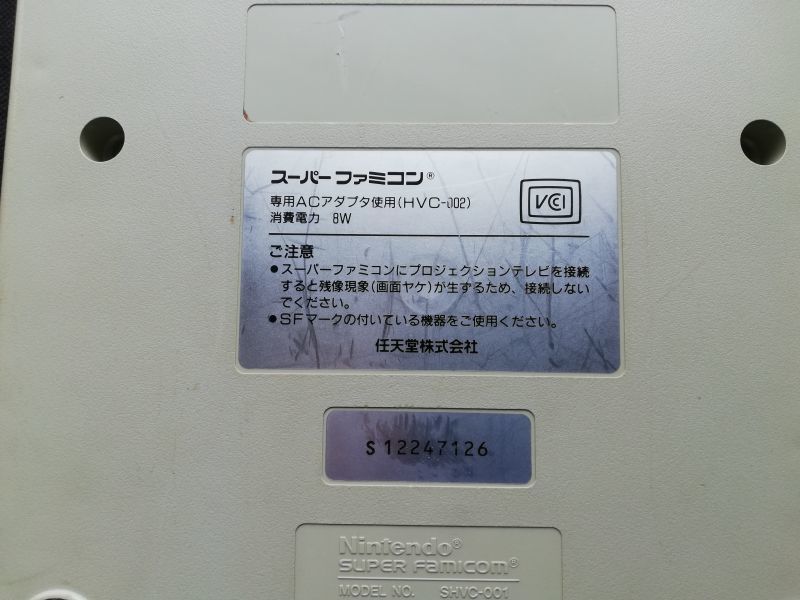 スーパーファミコン®
専用ACアダプタ使用(HVC-002)
消費電力 8W
VCCI
ご注意
●スーパーファミコンにプロジェクションテレビを接続
すると残像現象(画面ヤケ)が生ずるため、接続しない
でください。
●SFマークの付いている機器をご使用ください。
任天堂株式会社
S12247126
Nintendo®
SUPER FAMICOM®
MODEL NO. SHVC-001